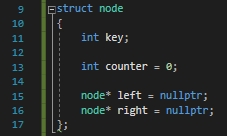 9 struct node
10 {
11 int key;
12
13 int counter = 0;
14
15 node* left = nullptr;
16 node* right = nullptr;
17 };